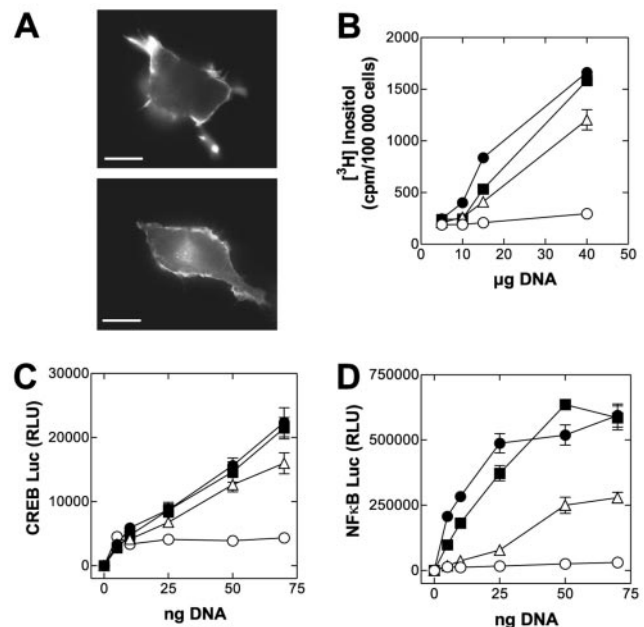 A
B
[³H] Inositol
(cpm/100 000 cells)
2000
1500
1000
500
0
0 10 20 30 40 50
µg DNA
C
CREB Luc (RLU)
30000
20000
10000
0
0 25 50 75
ng DNA
D
NFκB Luc (RLU)
750000
500000
250000
0
0 25 50 75
ng DNA